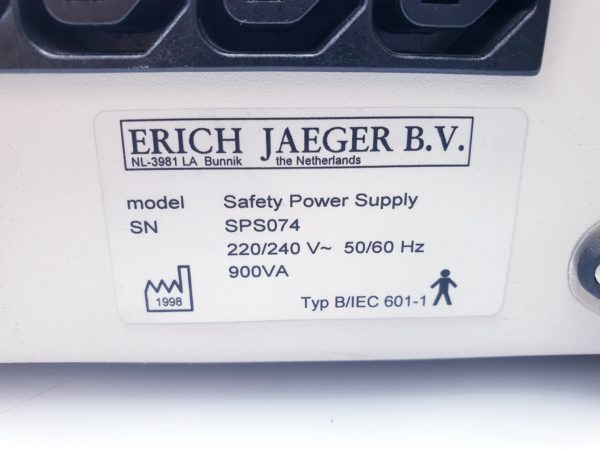 ERICH JAEGER B.V.
NL-3981 LA Bunnik the Netherlands
model Safety Power Supply
SN SPS074
220/240 V~ 50/60 Hz
900VA
1998
Typ B/IEC 601-1